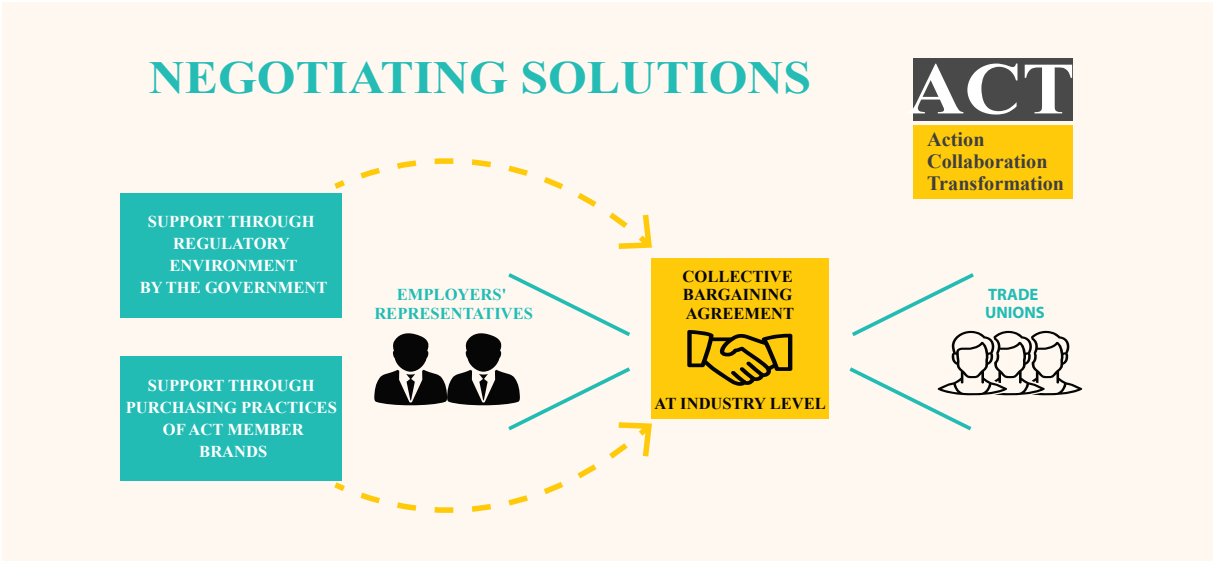 NEGOTIATING SOLUTIONS
ACT
Action
Collaboration
Transformation
SUPPORT THROUGH
REGULATORY
ENVIRONMENT
BY THE GOVERNMENT
SUPPORT THROUGH
PURCHASING PRACTICES
OF ACT MEMBER
BRANDS
EMPLOYERS'
REPRESENTATIVES
COLLECTIVE
BARGAINING
AGREEMENT
AT INDUSTRY LEVEL
TRADE
UNIONS